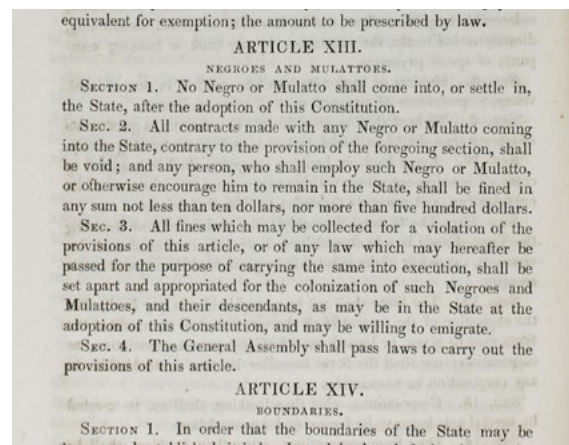 equivalent for exemption; the amount to be prescribed by law.
ARTICLE XIII.
NEGROES AND MULATTOES.
SECTION 1. No Negro or Mulatto shall come into, or settle in,
the State, after the adoption of this Constitution.
SEC. 2. All contracts made with any Negro or Mulatto coming
into the State, contrary to the provision of the foregoing section, shall
be void; and any person, who shall employ such Negro or Mulatto,
or otherwise encourage him to remain in the State, shall be fined in
any sum not less than ten dollars, nor more than five hundred dollars.
SEC. 3. All fines which may be collected for a violation of the
provisions of this article, or of any law which may hereafter be
passed for the purpose of carrying the same into execution, shall be
set apart and appropriated for the colonization of such Negroes and
Mulattoes, and their descendants, as may be in the State at the
adoption of this Constitution, and may be willing to emigrate.
SEC. 4. The General Assembly shall pass laws to carry out the
provisions of this article.
ARTICLE XIV.
BOUNDARIES.
SECTION 1. In order that the boundaries of the State may be